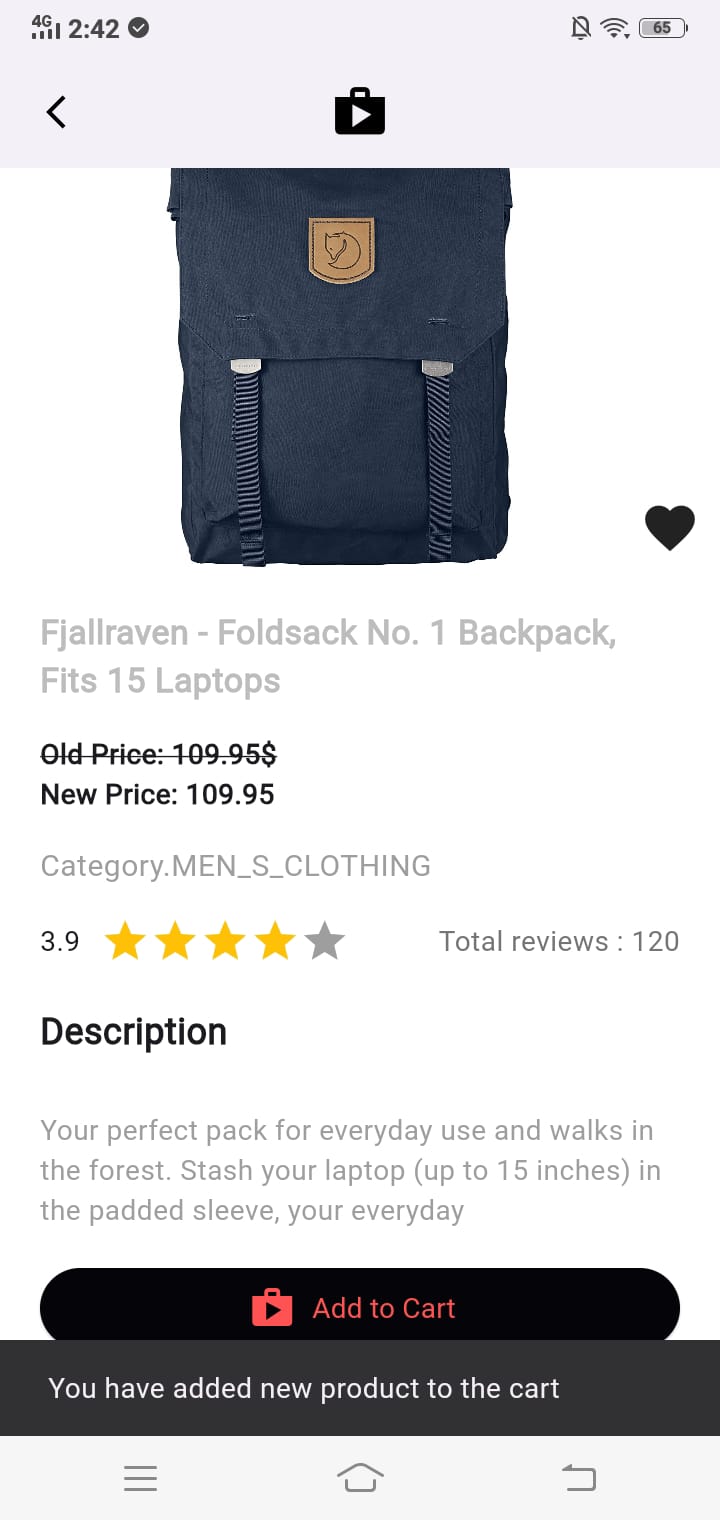 4G 2:42 65
Fjallraven - Foldsack No. 1 Backpack,
Fits 15 Laptops
Old Price: 109.95$
New Price: 109.95
Category.MEN_S_CLOTHING
3.9 Total reviews : 120
Description
Your perfect pack for everyday use and walks in
the forest. Stash your laptop (up to 15 inches) in
the padded sleeve, your everyday
Add to Cart
You have added new product to the cart